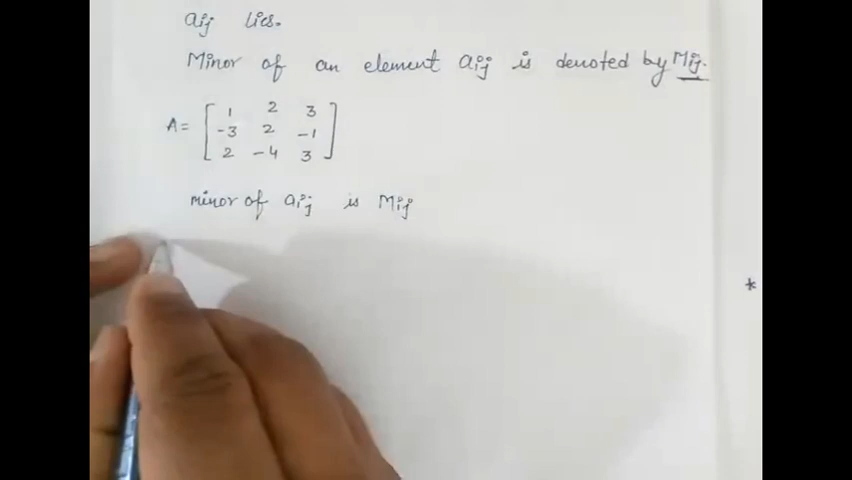 aij lies.
Minor of an element aij is denoted by Mij.
A = [ 1 2 3
-3 2 -1
2 -4 3 ]
minor of aij is Mij
*